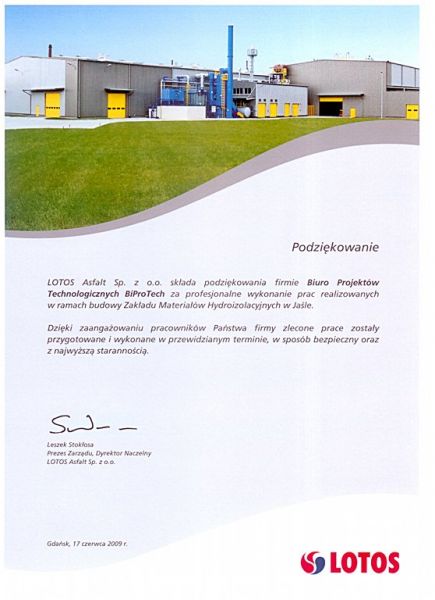 Podziękowanie
LOTOS Asfalt Sp. z o.o. składa podziękowania firmie Biuro Projektów
Technologicznych BiProTech za profesjonalne wykonanie prac realizowanych
w ramach budowy Zakładu Materiałów Hydroizolacyjnych w Jaśle.
Dzięki zaangażowaniu pracowników Państwa firmy zlecone prace zostały
przygotowane i wykonane w przewidzianym terminie, w sposób bezpieczny oraz
z najwyższą starannością.
Leszek Stokłosa
Prezes Zarządu, Dyrektor Naczelny
LOTOS Asfalt Sp. z o.o.
Gdańsk, 17 czerwca 2009 r.
LOTOS